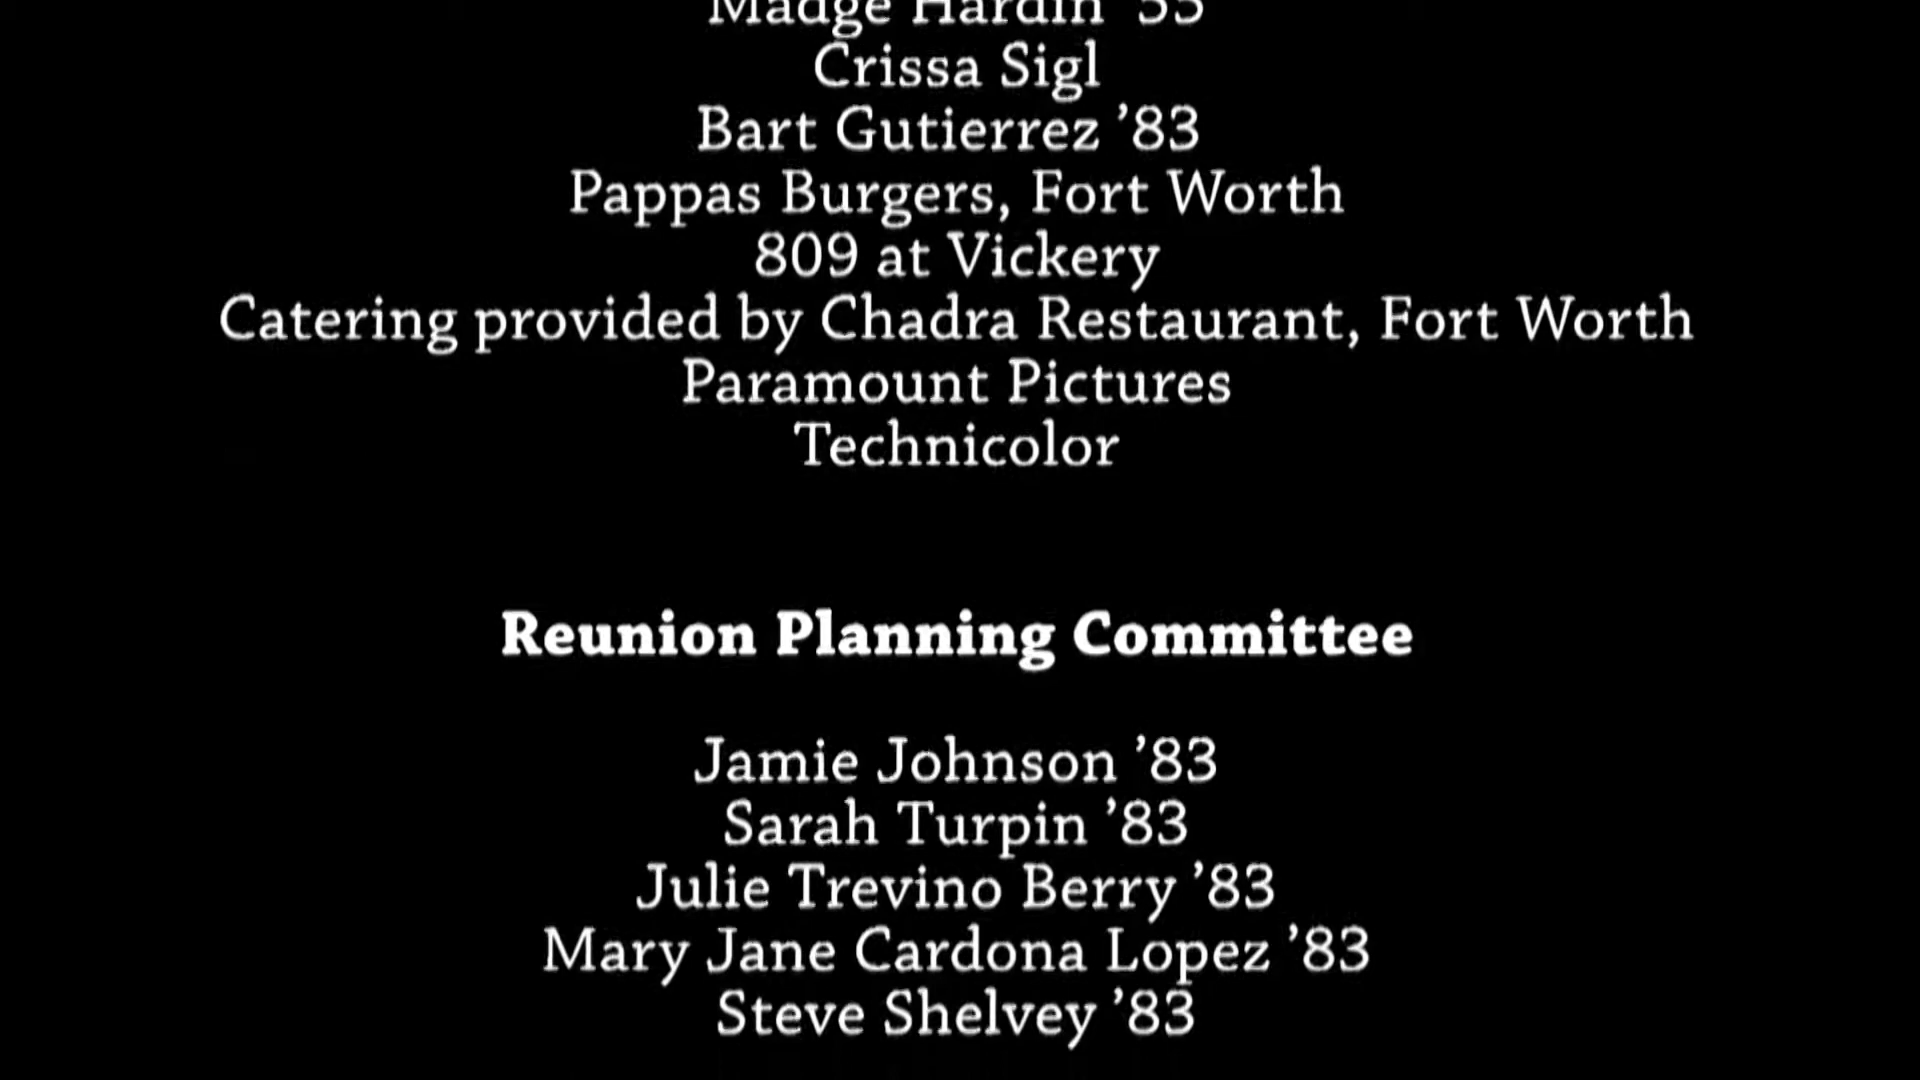 Madge Hardin ’55
Crissa Sigl
Bart Gutierrez ’83
Pappas Burgers, Fort Worth
809 at Vickery
Catering provided by Chadra Restaurant, Fort Worth
Paramount Pictures
Technicolor
Reunion Planning Committee
Jamie Johnson ’83
Sarah Turpin ’83
Julie Trevino Berry ’83
Mary Jane Cardona Lopez ’83
Steve Shelvey ’83